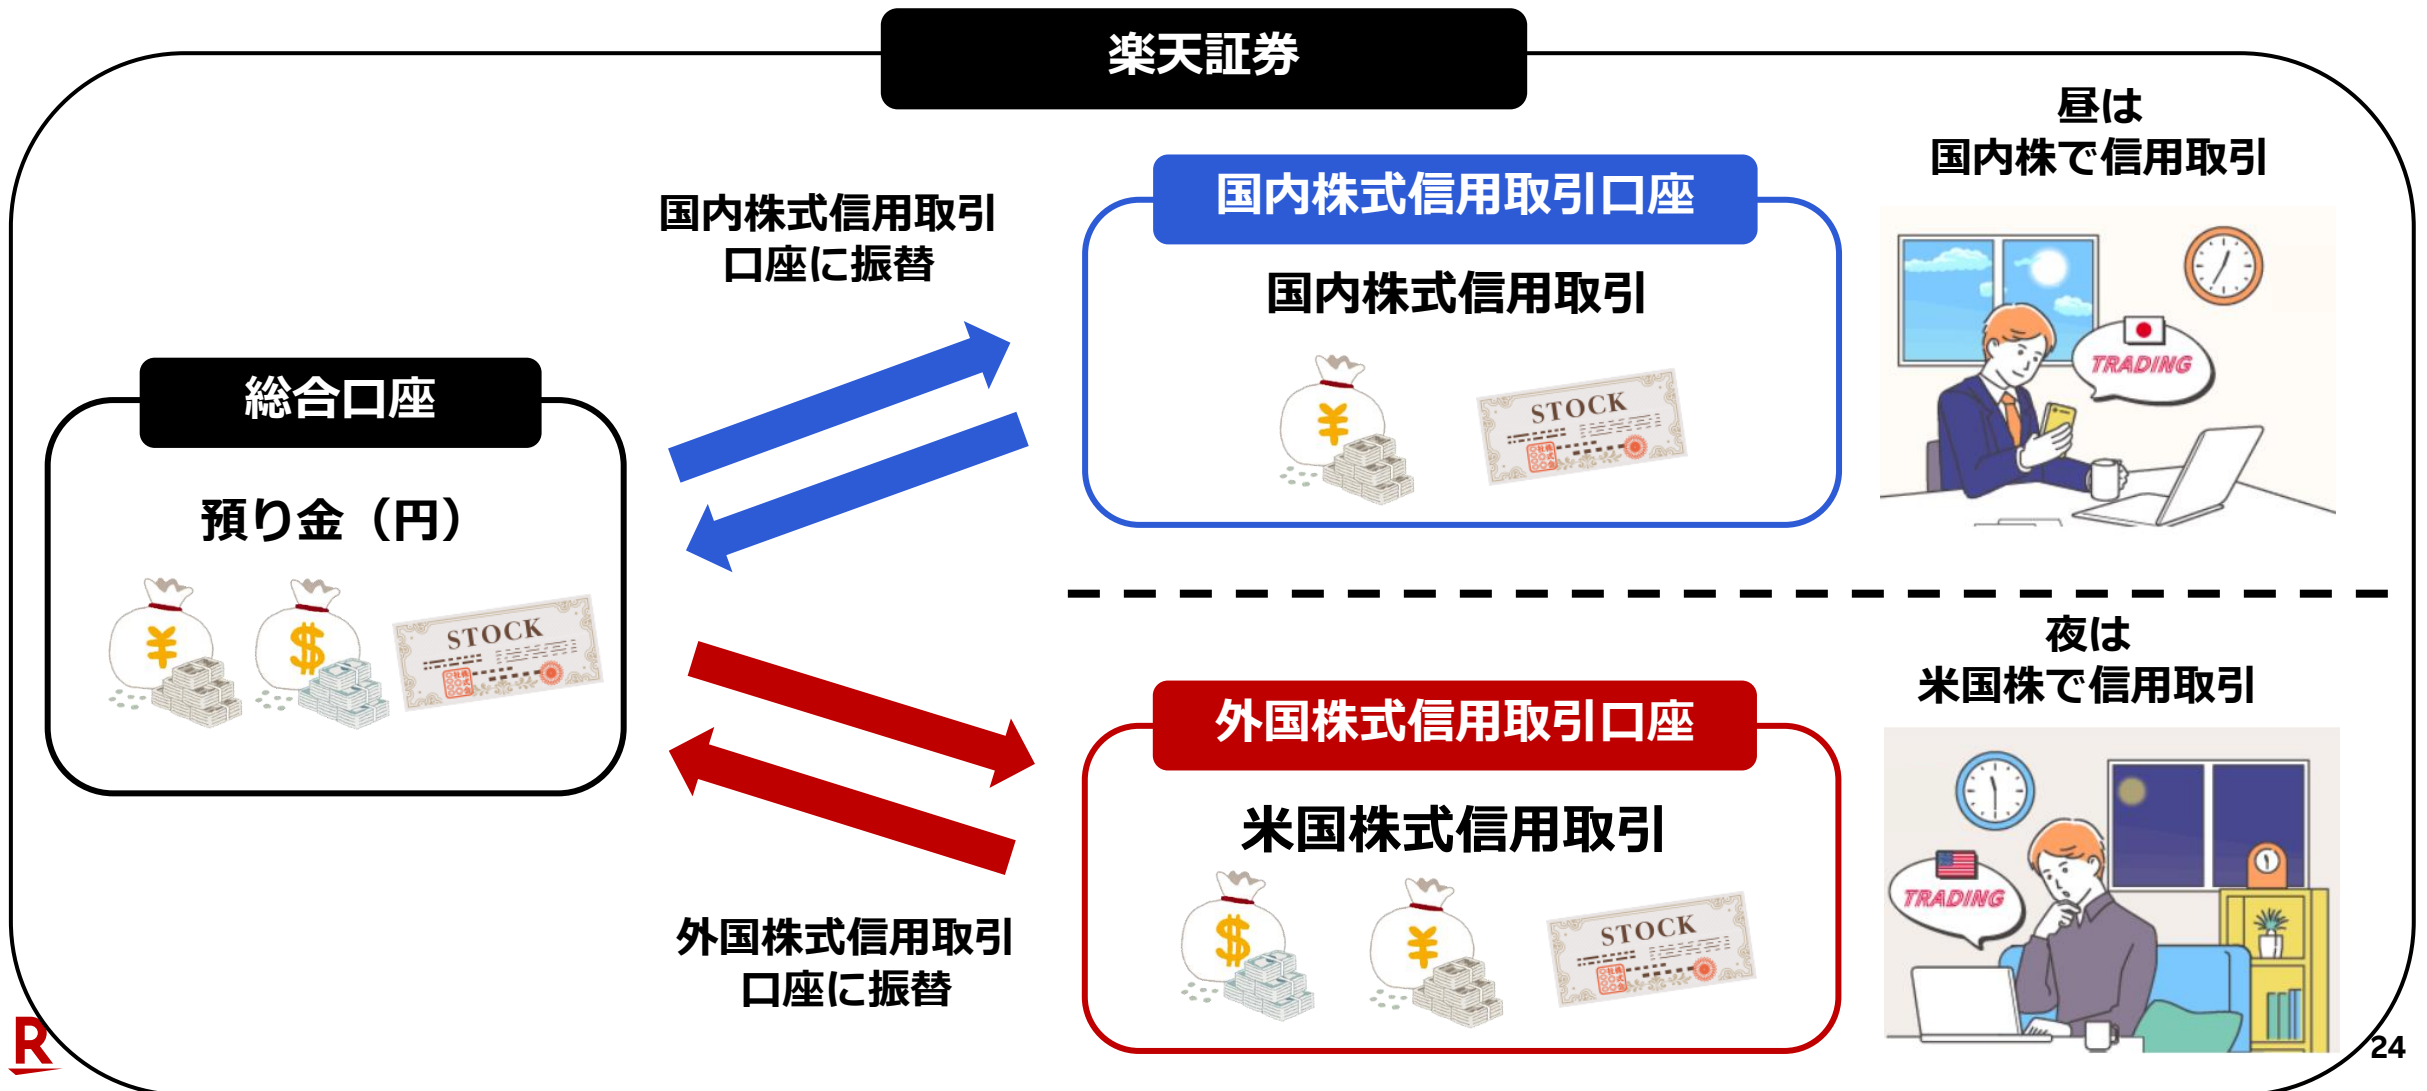 楽天証券
昼は
国内株で信用取引
国内株式信用取引
口座に振替
国内株式信用取引口座
国内株式信用取引
¥
STOCK
TRADING
総合口座
預り金（円）
¥
$
STOCK
夜は
米国株で信用取引
外国株式信用取引口座
米国株式信用取引
$
¥
STOCK
TRADING
外国株式信用取引
口座に振替
R
24